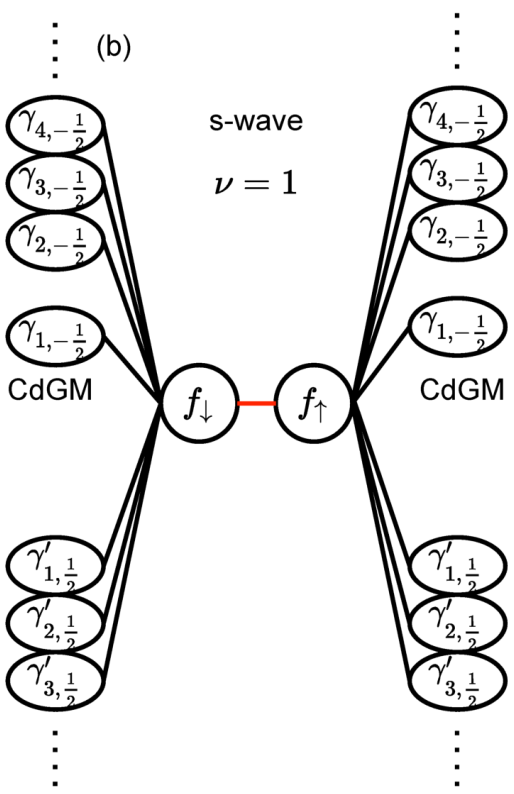 (b)
s-wave
ν = 1
γ_{4,-1/2} γ_{4,-1/2}
γ_{3,-1/2} γ_{3,-1/2}
γ_{2,-1/2} γ_{2,-1/2}
γ_{1,-1/2} γ_{1,-1/2}
CdGM CdGM
f_↓ f_↑
γ′_{1,1/2} γ′_{1,1/2}
γ′_{2,1/2} γ′_{2,1/2}
γ′_{3,1/2} γ′_{3,1/2}